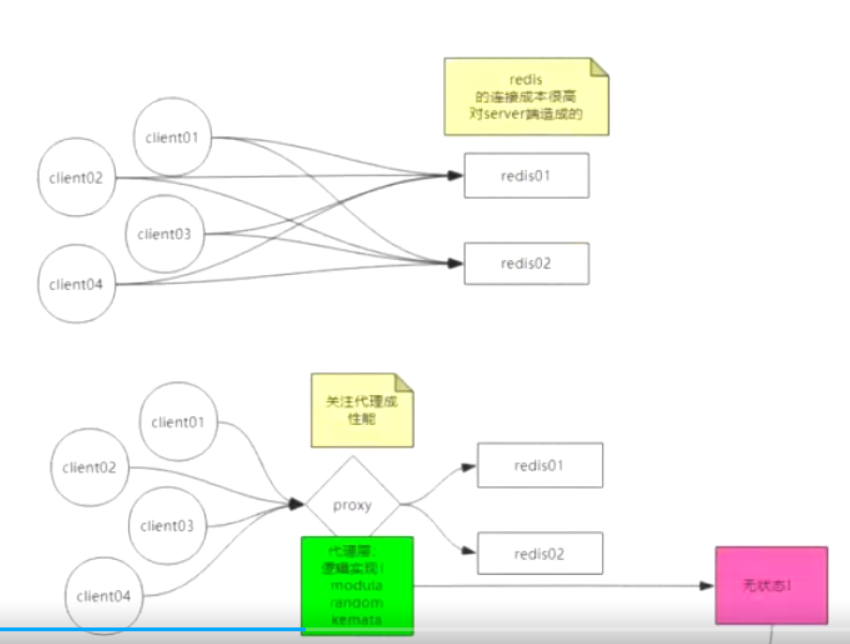 redis
的连接成本很高
对server端造成的
client01
client02
redis01
client03
redis02
client04
关注代理成
性能
client01
client02
redis01
proxy
client03
redis02
代理层:
逻辑实现!
modula
random
kemata
无状态!
client04